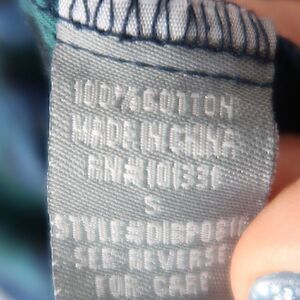 100% COTTON
MADE IN CHINA
RN#101331
S
SEE REVERSE
FOR CARE